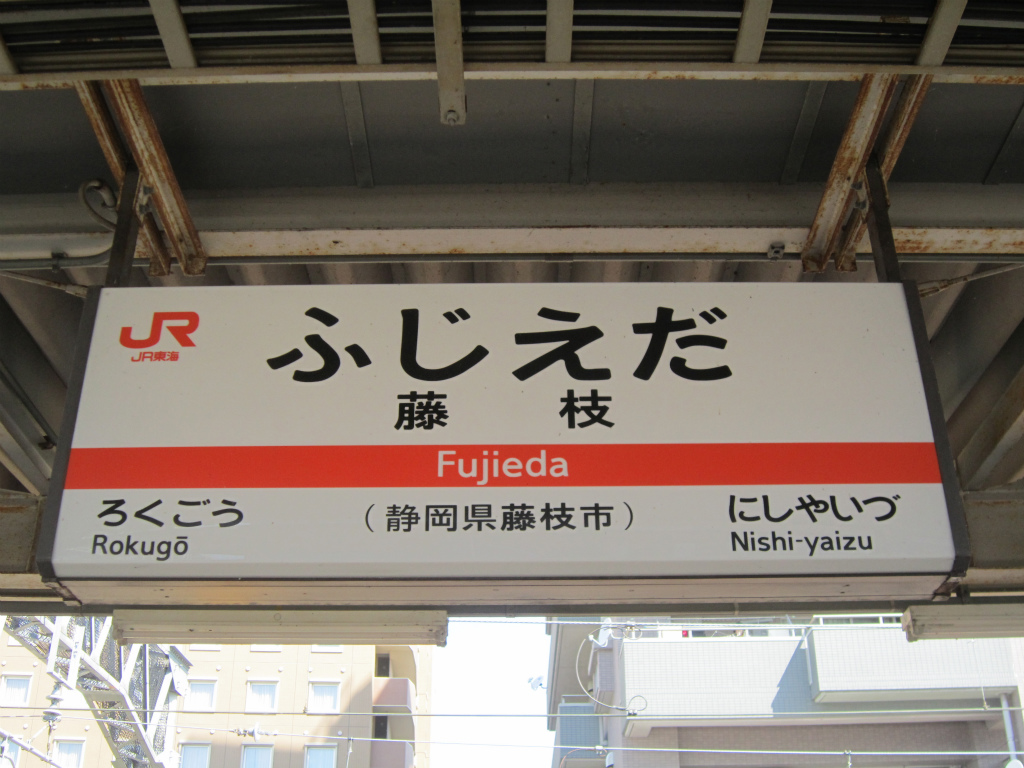 JR
JR東海
ふじえだ
藤枝
Fujieda
ろくごう
Rokugō
（静岡県藤枝市）
にしやいづ
Nishi-yaizu